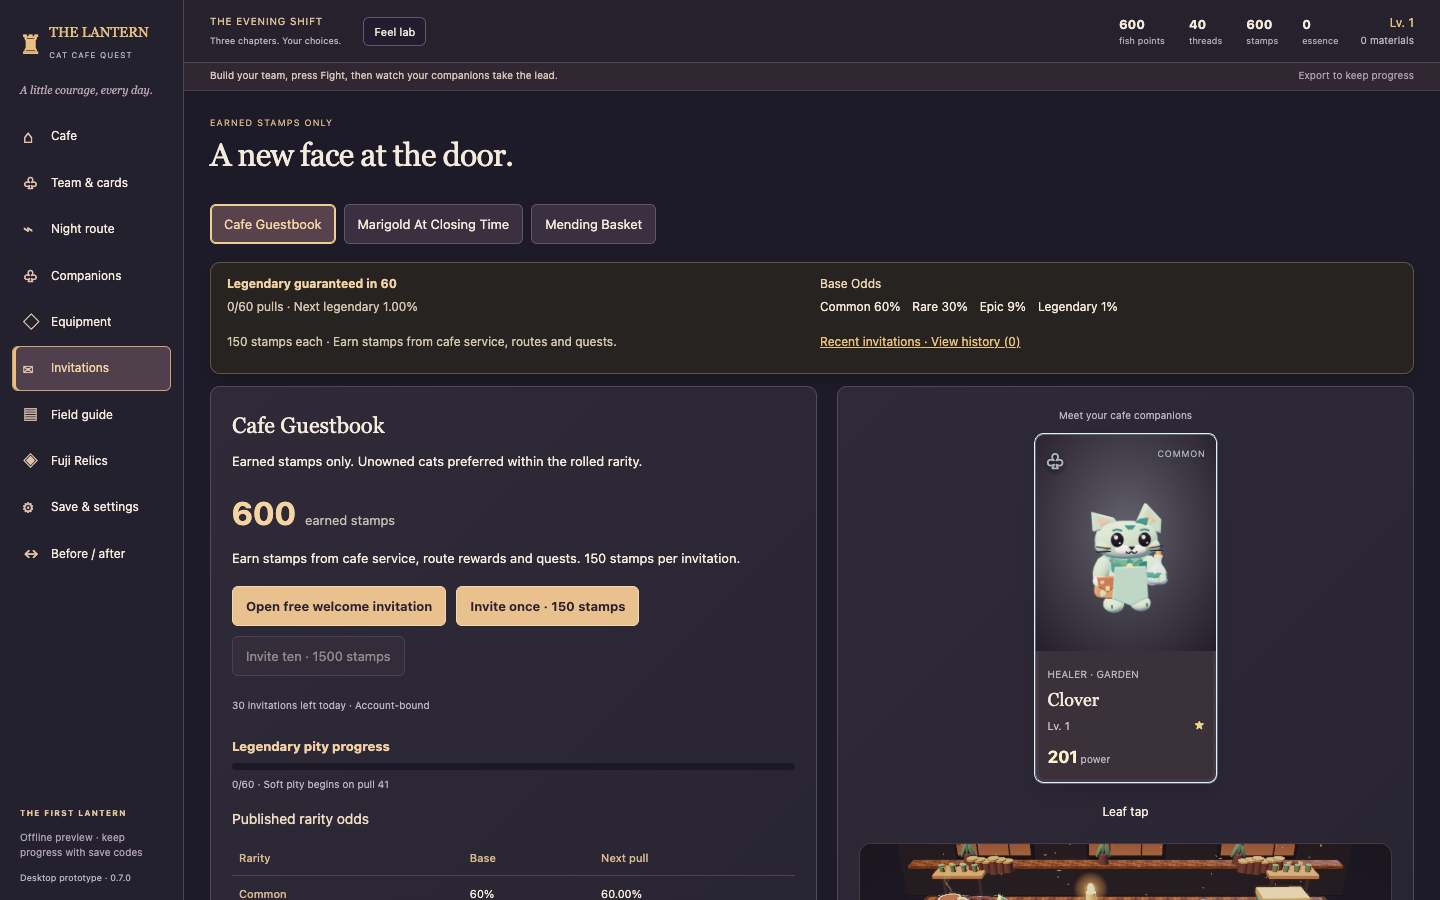 THE LANTERN
CAT CAFE QUEST
A little courage, every day.
Cafe
Team & cards
Night route
Companions
Equipment
Invitations
Field guide
Fuji Relics
Save & settings
Before / after
THE FIRST LANTERN
Offline preview · keep
progress with save codes
Desktop prototype · 0.7.0
THE EVENING SHIFT
Three chapters. Your choices.
Feel lab
600 fish points
40 threads
600 stamps
0 essence
Lv. 1
0 materials
Build your team, press Fight, then watch your companions take the lead.
Export to keep progress
EARNED STAMPS ONLY
A new face at the door.
Cafe Guestbook
Marigold At Closing Time
Mending Basket
Legendary guaranteed in 60
0/60 pulls · Next legendary 1.00%
150 stamps each · Earn stamps from cafe service, routes and quests.
Base Odds
Common 60% Rare 30% Epic 9% Legendary 1%
Recent invitations · View history (0)
Cafe Guestbook
Earned stamps only. Unowned cats preferred within the rolled rarity.
600 earned stamps
Earn stamps from cafe service, route rewards and quests. 150 stamps per invitation.
Open free welcome invitation
Invite once · 150 stamps
Invite ten · 1500 stamps
30 invitations left today · Account-bound
Legendary pity progress
0/60 · Soft pity begins on pull 41
Published rarity odds
Rarity Base Next pull
Common 60% 60.00%
Meet your cafe companions
COMMON
HEALER · GARDEN
Clover
Lv. 1
201 power
Leaf tap